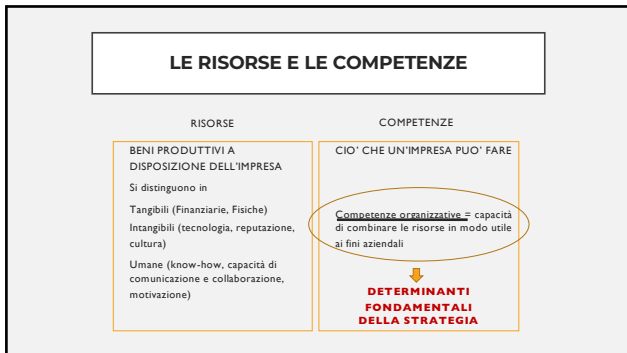 LE RISORSE E LE COMPETENZE
RISORSE
BENI PRODUTTIVI A
DISPOSIZIONE DELL'IMPRESA
Si distinguono in
Tangibili (Finanziarie, Fisiche)
Intangibili (tecnologia, reputazione,
cultura)
Umane (know-how, capacità di
comunicazione e collaborazione,
motivazione)
COMPETENZE
CIO' CHE UN'IMPRESA PUO' FARE
Competenze organizzative = capacità
di combinare le risorse in modo utile
ai fini aziendali
DETERMINANTI
FONDAMENTALI
DELLA STRATEGIA